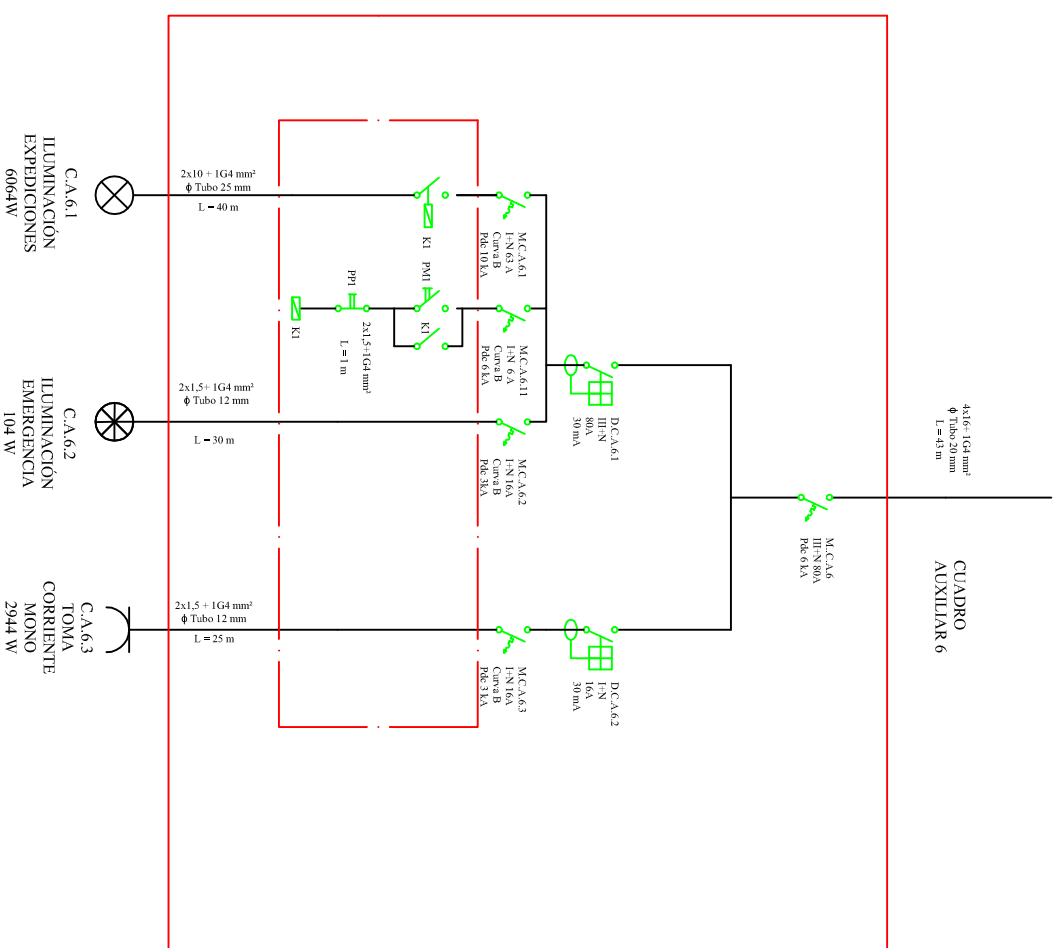 CUADRO
AUXILIAR 6
4x16+ 1G4 mm²
ϕ Tubo 20 mm
L = 43 m
M..C.A.6
III+N 80A
Pdc 6 kA
D.C.A.6.1
III+N
80A
30 mA
D.C.A.6.2
I+N
16A
30 mA
M.C.A.6.1
I+N 63 A
Curva B
Pdc 10 kA
M.C.A.6.11
I+N 6 A
Curva B
Pdc 6 kA
M.C.A.6.2
I+N 16A
Curva B
Pdc 3kA
M.C.A.6.3
I+N 16A
Curva B
Pdc 3 kA
K1
PM1
K1
PP1
2x1,5+1G4 mm²
L = 1 m
K1
2x10 + 1G4 mm²
ϕ Tubo 25 mm
L = 40 m
2x1,5+ 1G4 mm²
ϕ Tubo 12 mm
L = 30 m
2x1,5 + 1G4 mm²
ϕ Tubo 12 mm
L = 25 m
C.A.6.1
ILUMINACIÓN
EXPEDICIONES
6064W
C.A.6.2
ILUMINACIÓN
EMERGENCIA
104 W
C.A.6.3
TOMA
CORRIENTE
MONO
2944 W